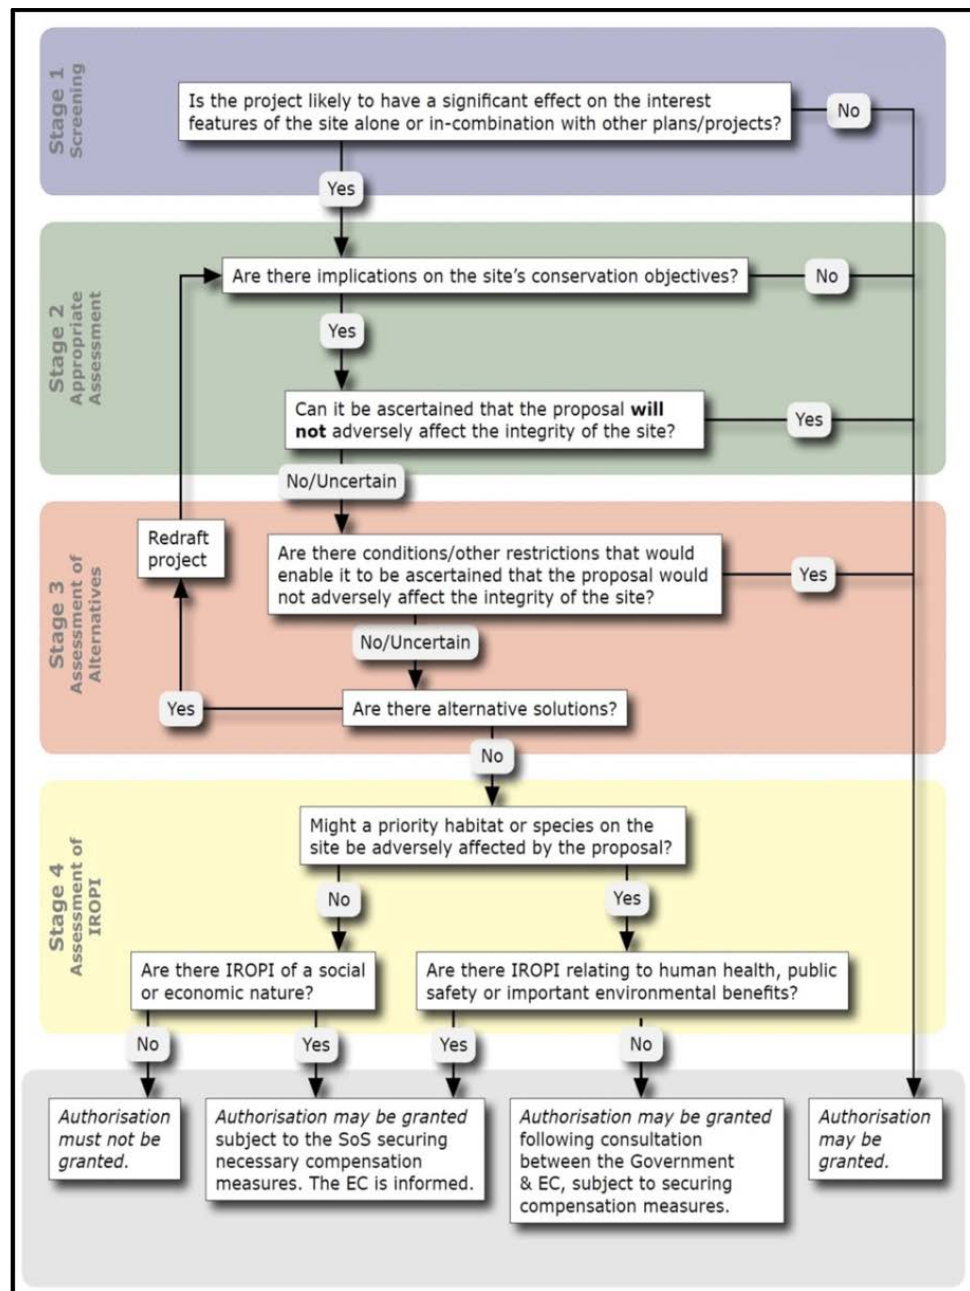 Stage 1
Screening
Is the project likely to have a significant effect on the interest
features of the site alone or in-combination with other plans/projects?
No
Yes
Stage 2
Appropriate
Assessment
Are there implications on the site's conservation objectives?
No
Yes
Can it be ascertained that the proposal will
not adversely affect the integrity of the site?
Yes
No/Uncertain
Stage 3
Assessment of
Alternatives
Redraft
project
Are there conditions/other restrictions that would
enable it to be ascertained that the proposal would
not adversely affect the integrity of the site?
Yes
No/Uncertain
Yes
Are there alternative solutions?
No
Stage 4
Assessment of
IROPI
Might a priority habitat or species on the
site be adversely affected by the proposal?
No
Yes
Are there IROPI of a social
or economic nature?
Are there IROPI relating to human health, public
safety or important environmental benefits?
No
Yes
Yes
No
Authorisation
must not be
granted.
Authorisation may be granted
subject to the SoS securing
necessary compensation
measures. The EC is informed.
Authorisation may be granted
following consultation
between the Government
& EC, subject to securing
compensation measures.
Authorisation
may be
granted.